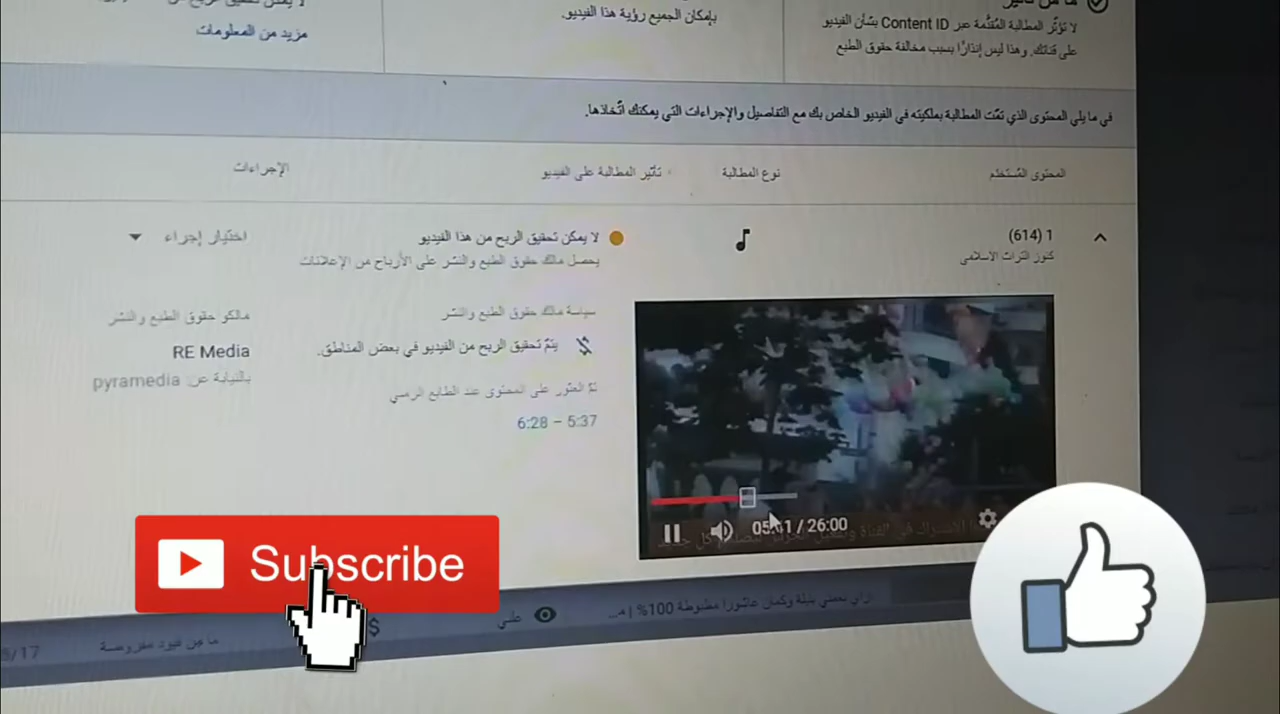 لا تؤثّر المطالبة المُقدَّمة عبر Content ID بشأن الفيديو
على قناتك. وهذا ليس إنذارًا بسبب مخالفة حقوق الطبع
بإمكان الجميع رؤية هذا الفيديو.
مزيد من المعلومات
في ما يلي المحتوى الذي تمّت المطالبة بملكيته في الفيديو الخاص بك مع التفاصيل والإجراءات التي يمكنك اتّخاذها.
المحتوى المُستخدَم
نوع المطالبة
تأثير المطالبة على الفيديو
الإجراءات
1 (614)
كنوز التراث الاسلامي
لا يمكن تحقيق الربح من هذا الفيديو
يحصل مالك حقوق الطبع والنشر على الأرباح من الإعلانات
اختيار إجراء
سياسة مالك حقوق الطبع والنشر
يتمّ تحقيق الربح من الفيديو في بعض المناطق.
تمّ العثور على المحتوى عند الطابع الزمني
5:37 – 6:28
مالكو حقوق الطبع والنشر
RE Media
بالنيابة عن: pyramedia
26:00
Subscribe
علني
ما من قيود مفروضة